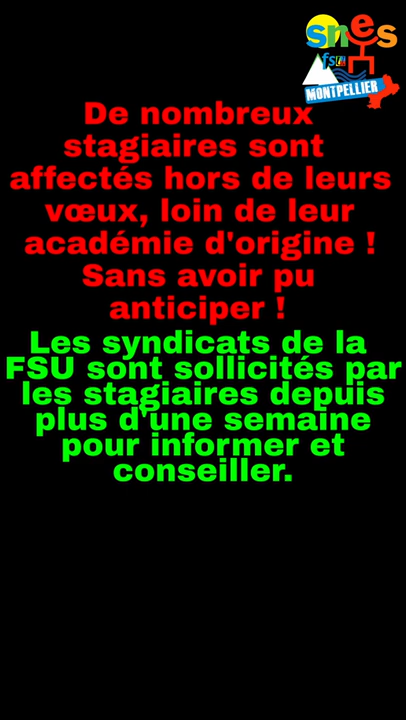 snes
fsu
MONTPELLIER
De nombreux
stagiaires sont
affectés hors de leurs
vœux, loin de leur
académie d'origine !
Sans avoir pu
anticiper !
Les syndicats de la
FSU sont sollicités par
les stagiaires depuis
plus d'une semaine
pour informer et
conseiller.